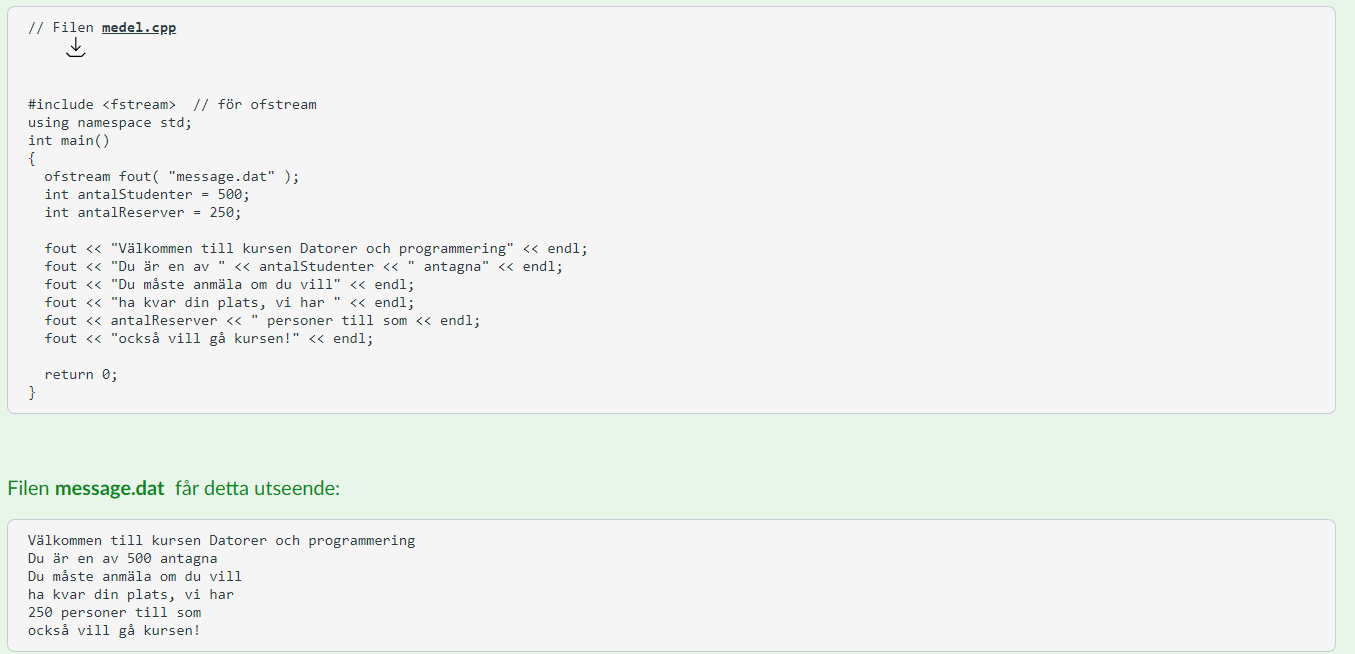 // Filen medel.cpp
#include <fstream>  // för ofstream
using namespace std;
int main()
{
  ofstream fout( "message.dat" );
  int antalStudenter = 500;
  int antalReserver = 250;
  fout << "Välkommen till kursen Datorer och programmering" << endl;
  fout << "Du är en av " << antalStudenter << " antagna" << endl;
  fout << "Du måste anmäla om du vill" << endl;
  fout << "ha kvar din plats, vi har " << endl;
  fout << antalReserver << " personer till som << endl;
  fout << "också vill gå kursen!" << endl;
  return 0;
}
Filen message.dat  får detta utseende:
Välkommen till kursen Datorer och programmering
Du är en av 500 antagna
Du måste anmäla om du vill
ha kvar din plats, vi har
250 personer till som
också vill gå kursen!